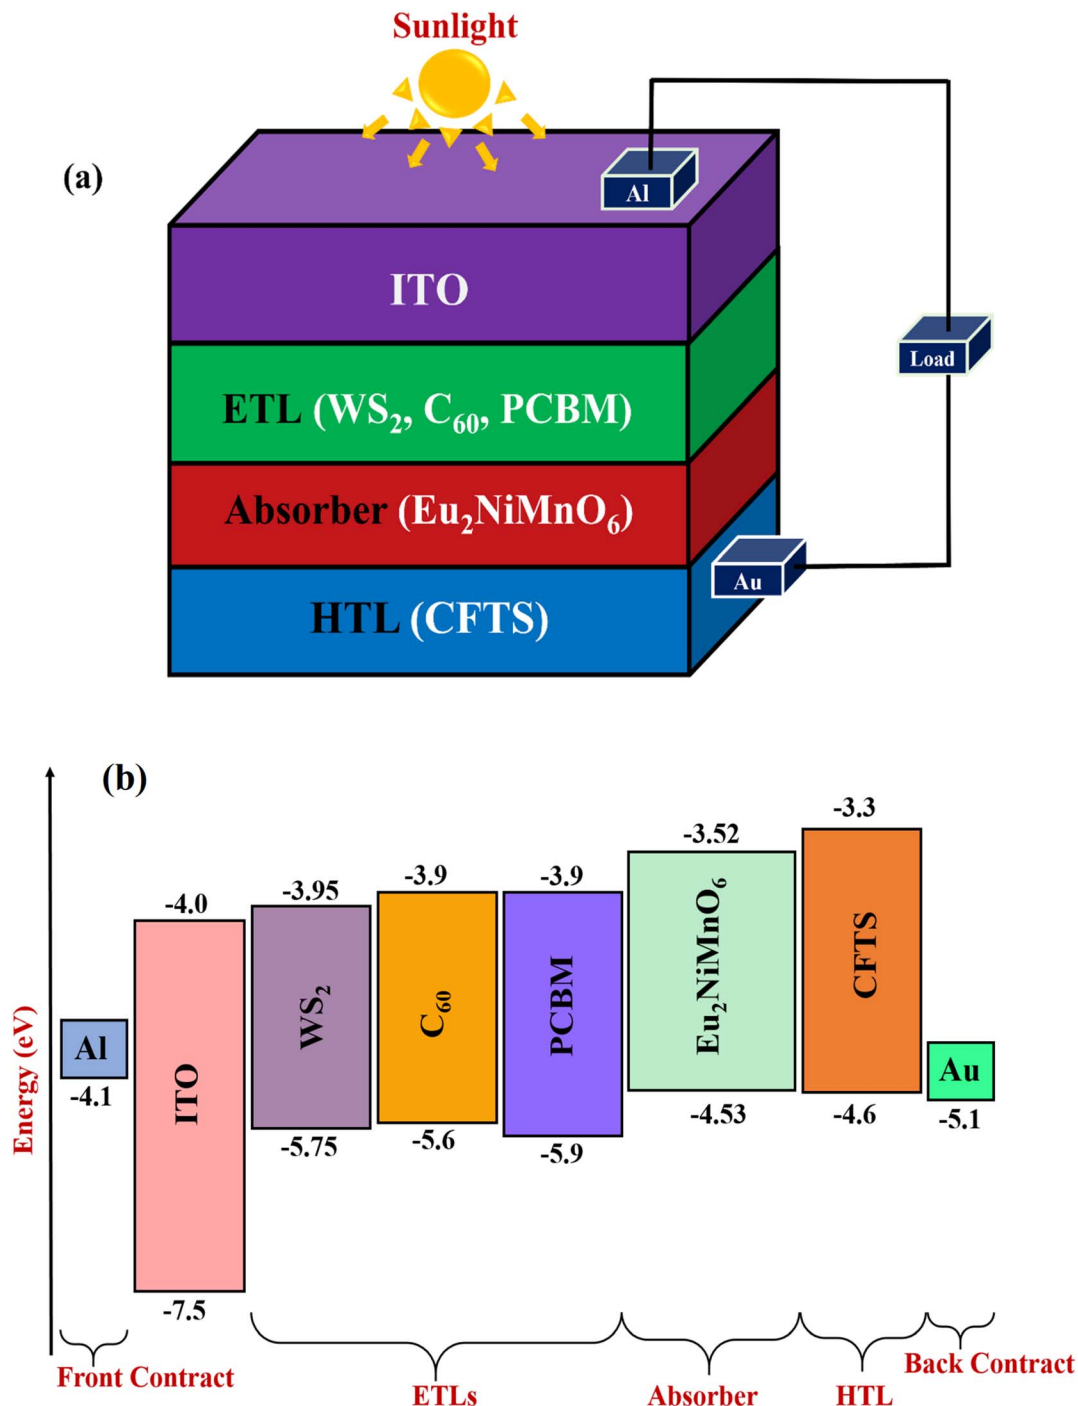 Sunlight
(a)
Al
ITO
Load
ETL (WS₂, C₆₀, PCBM)
Absorber (Eu₂NiMnO₆)
Au
HTL (CFTS)
(b)
Energy (eV)
Al
-4.1
-4.0
ITO
-7.5
-3.95
WS₂
-5.75
-3.9
C₆₀
-5.6
-3.9
PCBM
-5.9
-3.52
Eu₂NiMnO₆
-4.53
-3.3
CFTS
-4.6
Au
-5.1
Front Contract
ETLs
Absorber
HTL
Back Contract